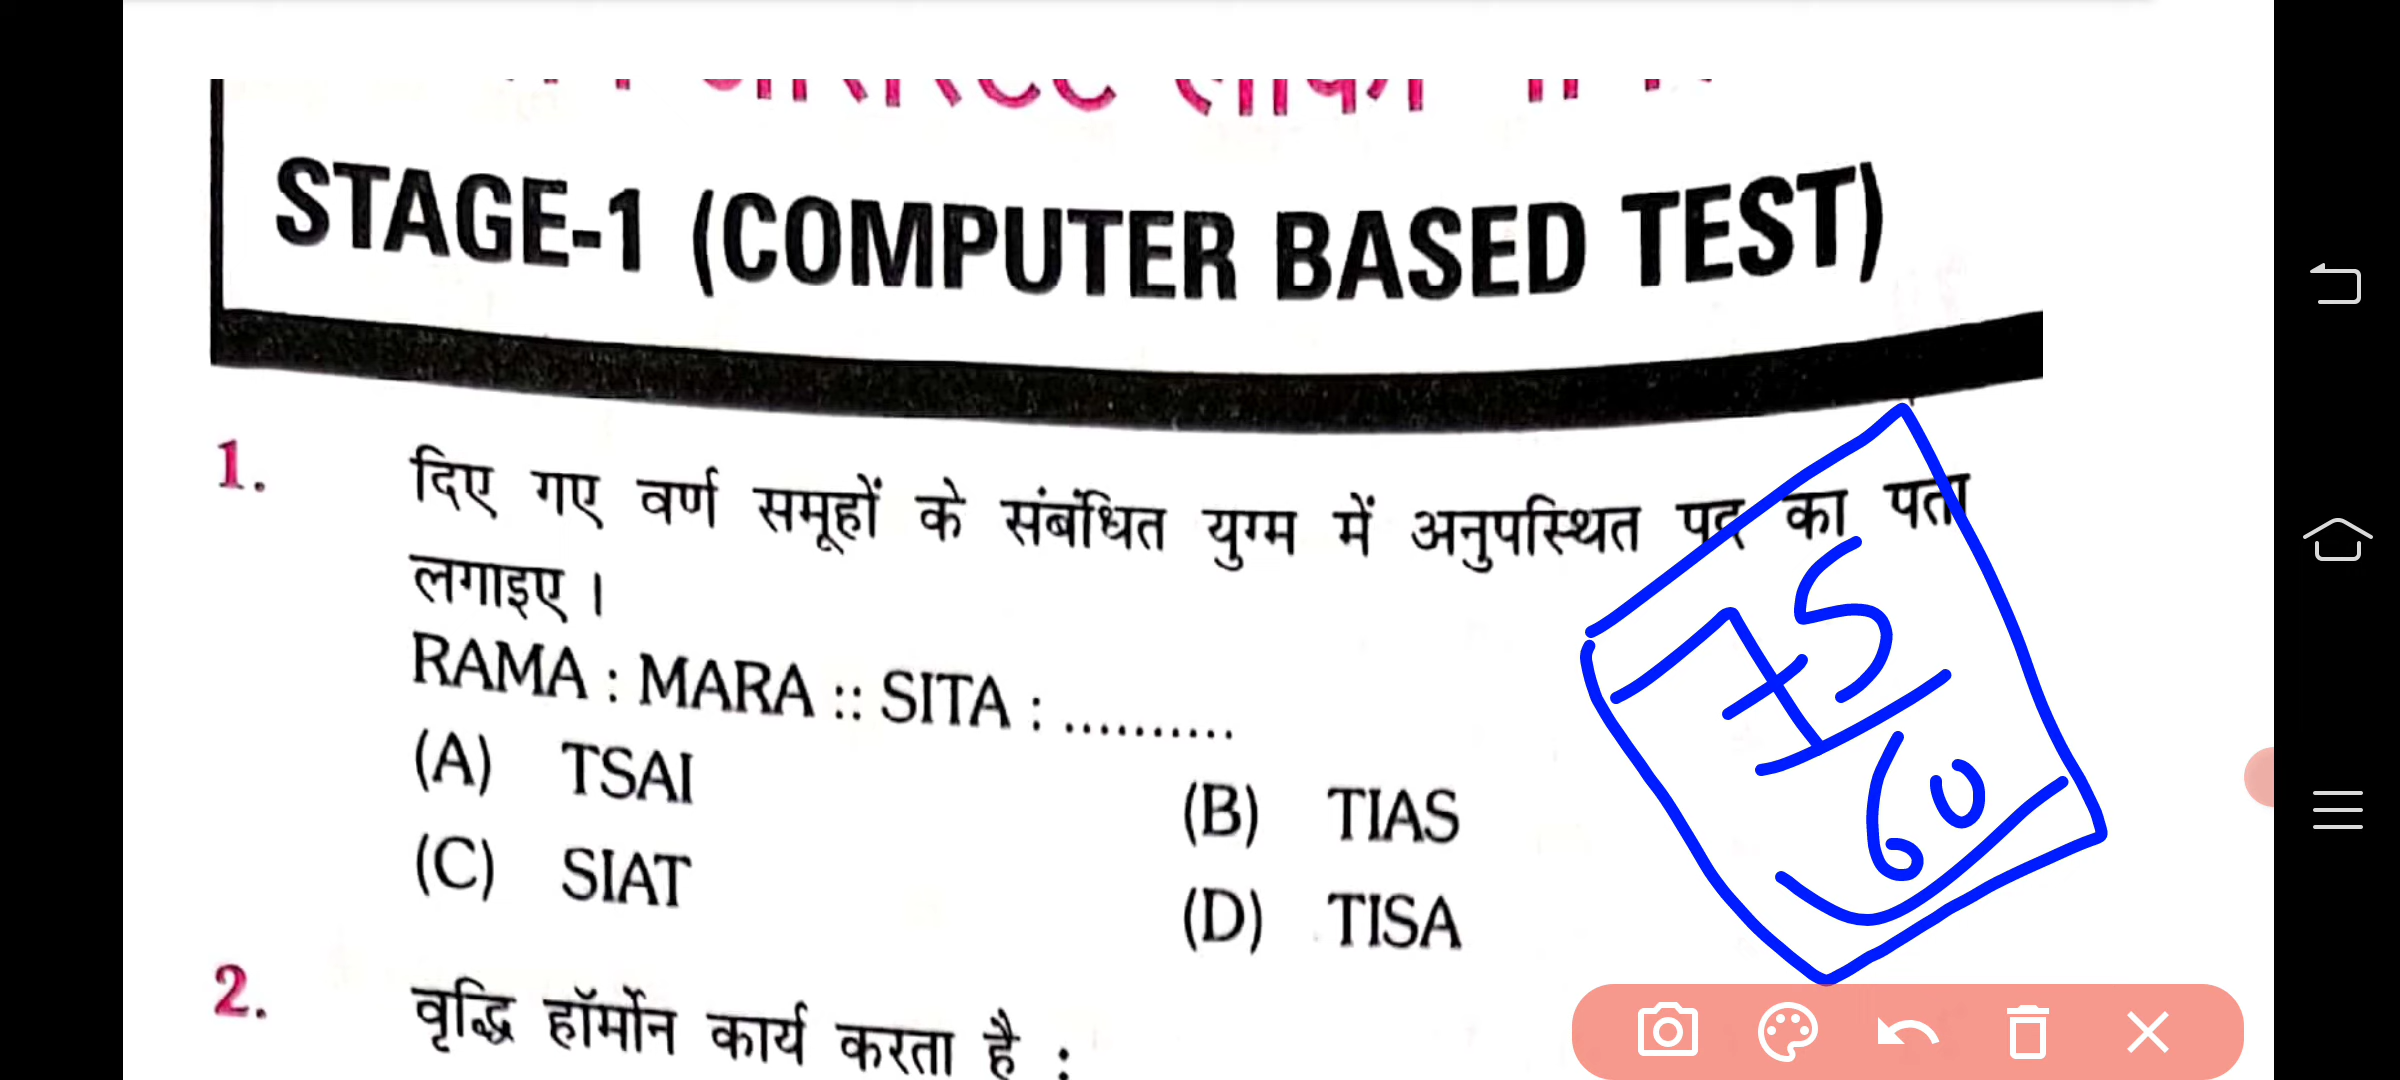 STAGE-1 (COMPUTER BASED TEST)
1. दिए गए वर्ण समूहों के संबंधित युग्म में अनुपस्थित पद का पता
लगाइए ।
RAMA : MARA :: SITA : ..........
(A) TSAI
(B) TIAS
(C) SIAT
(D) TISA
75
60
2. वृद्धि हॉर्मोन कार्य करता है :